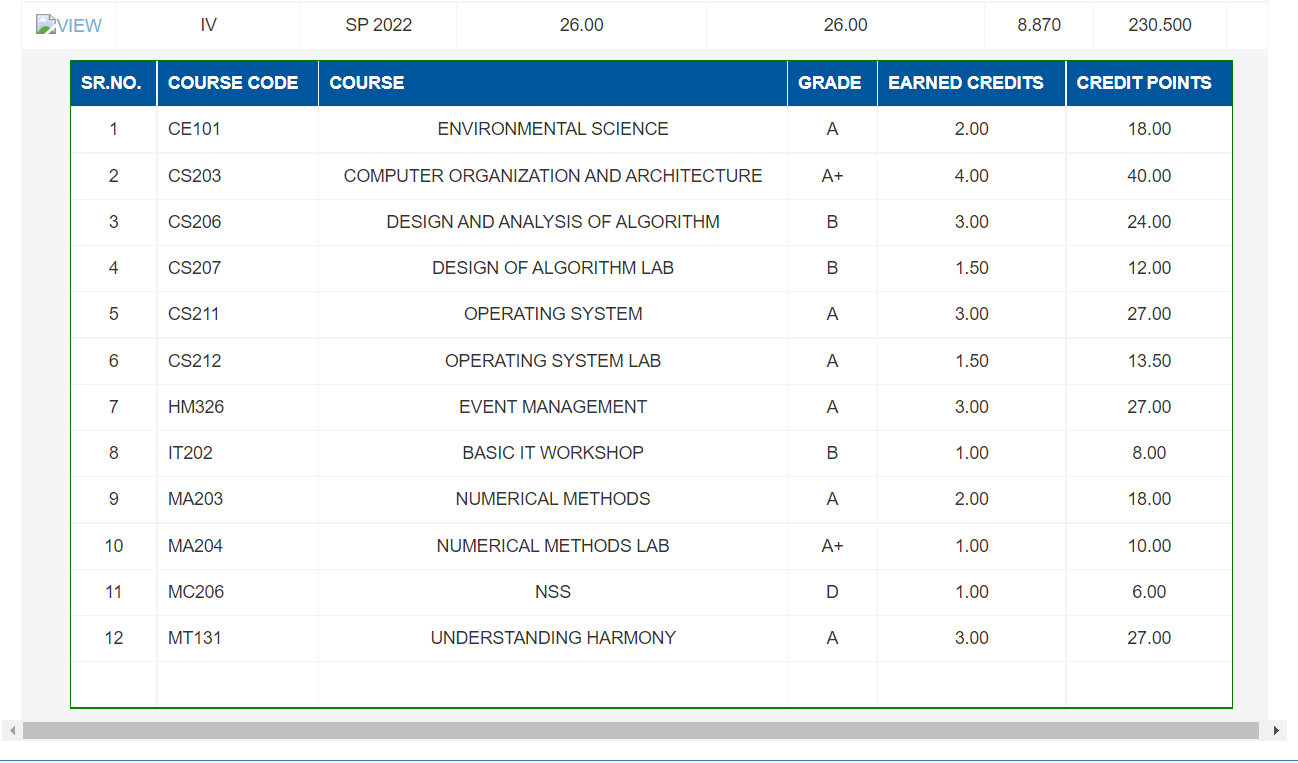 VIEW IV SP 2022 26.00 26.00 8.870 230.500
SR.NO. COURSE CODE COURSE GRADE EARNED CREDITS CREDIT POINTS
1 CE101 ENVIRONMENTAL SCIENCE A 2.00 18.00
2 CS203 COMPUTER ORGANIZATION AND ARCHITECTURE A+ 4.00 40.00
3 CS206 DESIGN AND ANALYSIS OF ALGORITHM B 3.00 24.00
4 CS207 DESIGN OF ALGORITHM LAB B 1.50 12.00
5 CS211 OPERATING SYSTEM A 3.00 27.00
6 CS212 OPERATING SYSTEM LAB A 1.50 13.50
7 HM326 EVENT MANAGEMENT A 3.00 27.00
8 IT202 BASIC IT WORKSHOP B 1.00 8.00
9 MA203 NUMERICAL METHODS A 2.00 18.00
10 MA204 NUMERICAL METHODS LAB A+ 1.00 10.00
11 MC206 NSS D 1.00 6.00
12 MT131 UNDERSTANDING HARMONY A 3.00 27.00